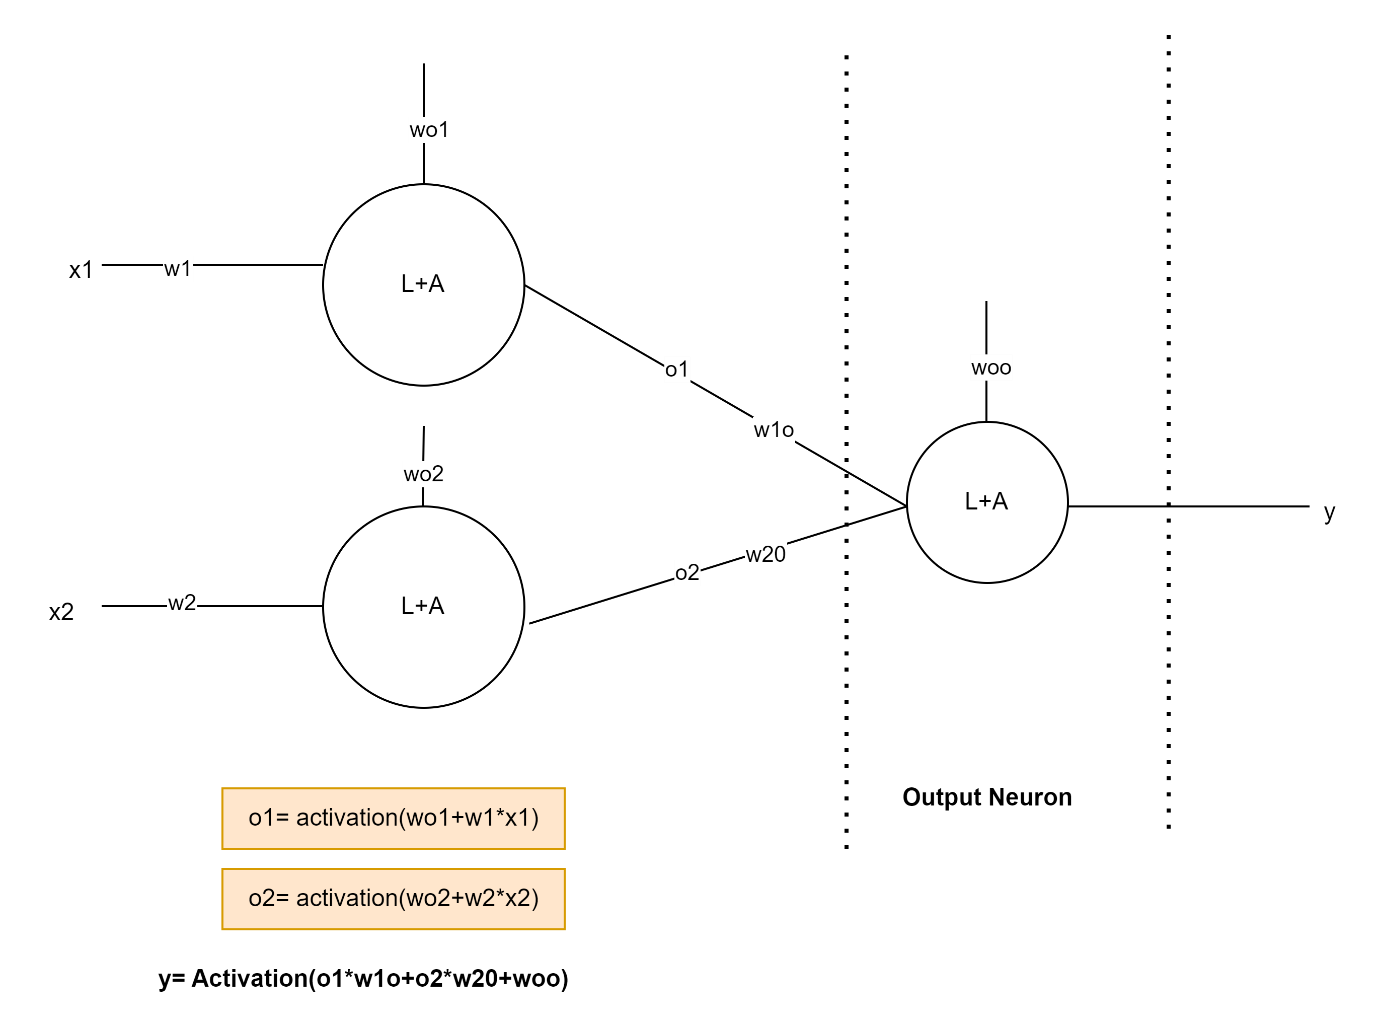 wo1
x1
w1
L+A
o1
woo
w1o
wo2
L+A
y
w20
o2
w2
L+A
x2
Output Neuron
o1= activation(wo1+w1*x1)
o2= activation(wo2+w2*x2)
y= Activation(o1*w1o+o2*w20+woo)